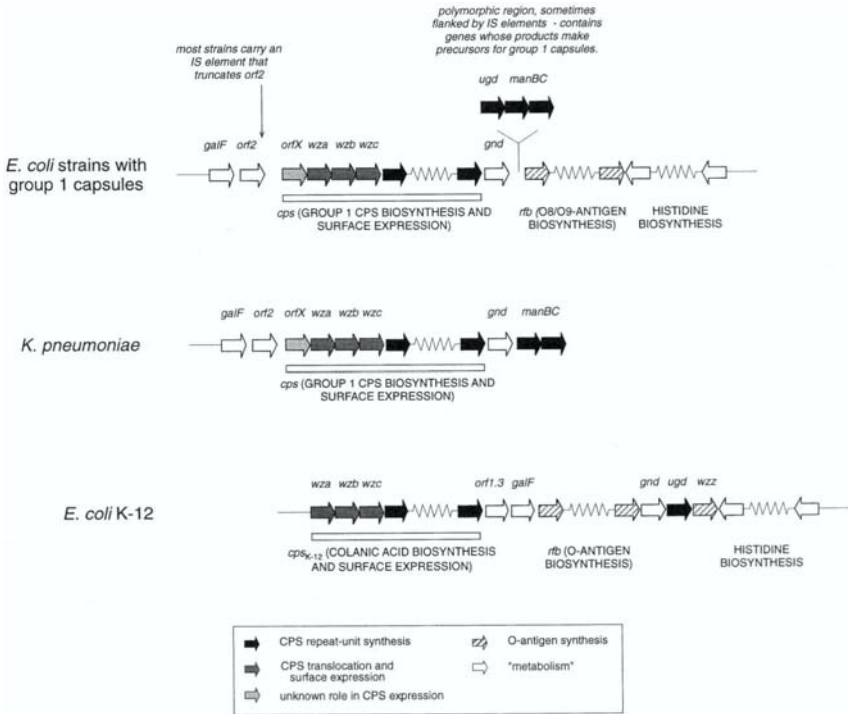 polymorphic region, sometimes
flanked by IS elements - contains
genes whose products make
precursors for group 1 capsules.
most strains carry an
IS element that
truncates orf2
ugd manBC
galF orf2 orfX wza wzb wzc gnd
E. coli strains with
group 1 capsules
cps (GROUP 1 CPS BIOSYNTHESIS AND
SURFACE EXPRESSION)
rfb (O8/O9-ANTIGEN
BIOSYNTHESIS)
HISTIDINE
BIOSYNTHESIS
galF orf2 orfX wza wzb wzc gnd manBC
K. pneumoniae
cps (GROUP 1 CPS BIOSYNTHESIS AND
SURFACE EXPRESSION)
wza wzb wzc orf1.3 galF gnd ugd wzz
E. coli K-12
cpsK-12 (COLANIC ACID BIOSYNTHESIS
AND SURFACE EXPRESSION)
rfb (O-ANTIGEN
BIOSYNTHESIS)
HISTIDINE
BIOSYNTHESIS
CPS repeat-unit synthesis
CPS translocation and
surface expression
unknown role in CPS expression
O-antigen synthesis
"metabolism"